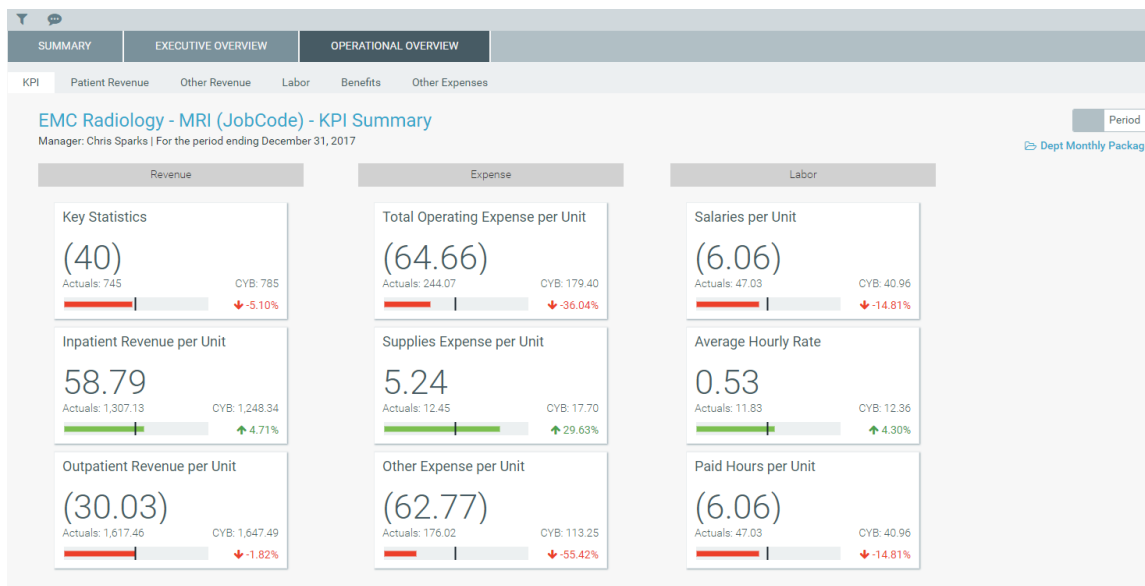 SUMMARY EXECUTIVE OVERVIEW OPERATIONAL OVERVIEW
KPI Patient Revenue Other Revenue Labor Benefits Other Expenses
EMC Radiology - MRI (JobCode) - KPI Summary
Manager: Chris Sparks | For the period ending December 31, 2017
Period
Dept Monthly Packag
Revenue
Key Statistics
(40)
Actuals: 745 CYB: 785
-5.10%
Inpatient Revenue per Unit
58.79
Actuals: 1,307.13 CYB: 1,248.34
4.71%
Outpatient Revenue per Unit
(30.03)
Actuals: 1,617.46 CYB: 1,647.49
-1.82%
Expense
Total Operating Expense per Unit
(64.66)
Actuals: 244.07 CYB: 179.40
-36.04%
Supplies Expense per Unit
5.24
Actuals: 12.45 CYB: 17.70
29.63%
Other Expense per Unit
(62.77)
Actuals: 176.02 CYB: 113.25
-55.42%
Labor
Salaries per Unit
(6.06)
Actuals: 47.03 CYB: 40.96
-14.81%
Average Hourly Rate
0.53
Actuals: 11.83 CYB: 12.36
4.30%
Paid Hours per Unit
(6.06)
Actuals: 47.03 CYB: 40.96
-14.81%